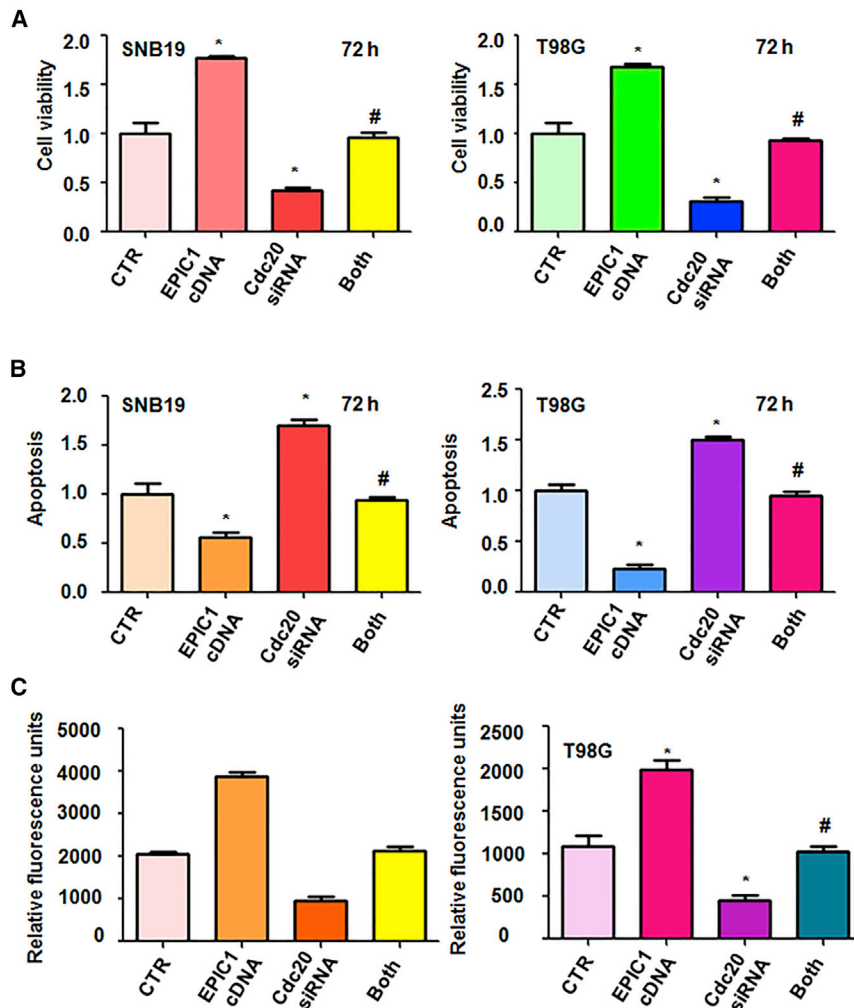 A
Cell viability
2.0
1.5
1.0
0.5
0.0
SNB19
72 h
*
*
#
CTR
EPIC1
cDNA
Cdc20
siRNA
Both
Cell viability
2.0
1.5
1.0
0.5
0.0
T98G
72 h
*
*
#
CTR
EPIC1
cDNA
Cdc20
siRNA
Both
B
Apoptosis
2.0
1.5
1.0
0.5
0.0
SNB19
72 h
*
*
#
CTR
EPIC1
cDNA
Cdc20
siRNA
Both
Apoptosis
2.5
1.5
1.0
0.5
0.0
T98G
72 h
*
*
#
CTR
EPIC1
cDNA
Cdc20
siRNA
Both
C
Relative fluorescence units
5000
4000
3000
2000
1000
0
CTR
EPIC1
cDNA
Cdc20
siRNA
Both
Relative fluorescence units
2500
2000
1500
1000
500
0
T98G
*
*
#
CTR
EPIC1
cDNA
Cdc20
siRNA
Both